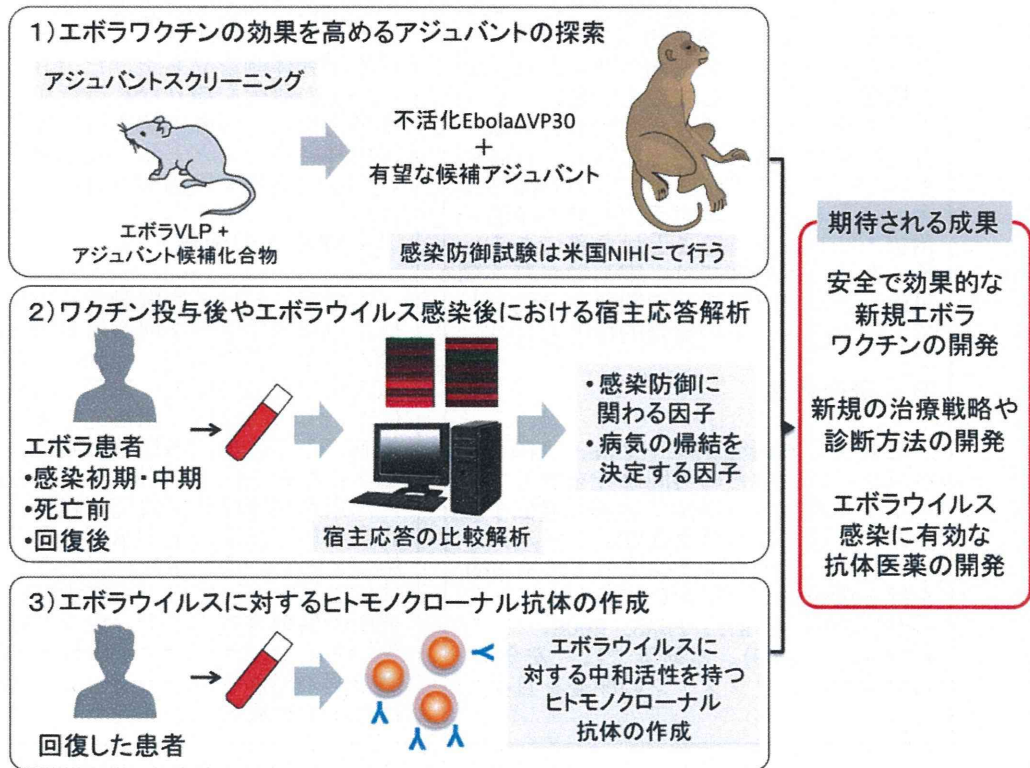 1)エボラワクチンの効果を高めるアジュバントの探索
アジュバントスクリーニング
エボラVLP +
アジュバント候補化合物
不活化EbolaΔVP30
+
有望な候補アジュバント
感染防御試験は米国NIHにて行う
2)ワクチン投与後やエボラウイルス感染後における宿主応答解析
エボラ患者
•感染初期・中期
•死亡前
•回復後
宿主応答の比較解析
•感染防御に
関わる因子
•病気の帰結を
決定する因子
3)エボラウイルスに対するヒトモノクローナル抗体の作成
回復した患者
エボラウイルスに
対する中和活性を持つ
ヒトモノクローナル
抗体の作成
期待される成果
安全で効果的な
新規エボラ
ワクチンの開発
新規の治療戦略や
診断方法の開発
エボラウイルス
感染に有効な
抗体医薬の開発